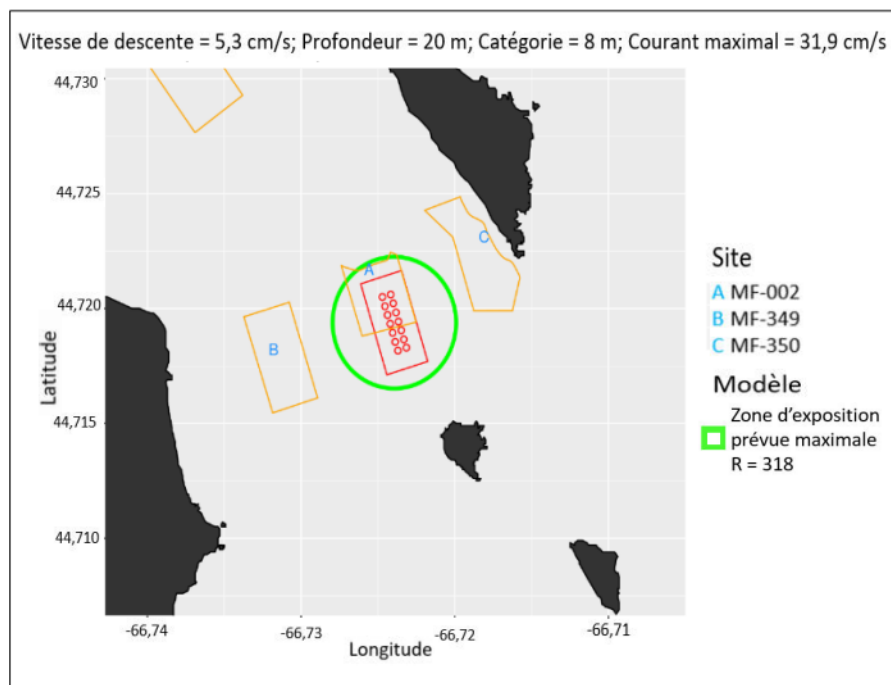 Vitesse de descente = 5,3 cm/s; Profondeur = 20 m; Catégorie = 8 m; Courant maximal = 31,9 cm/s
44,730
44,725
44,720
44,715
44,710
Latitude
A
B
C
-66,74
-66,73
-66,72
-66,71
Longitude
Site
A MF-002
B MF-349
C MF-350
Modèle
Zone d'exposition
prévue maximale
R = 318